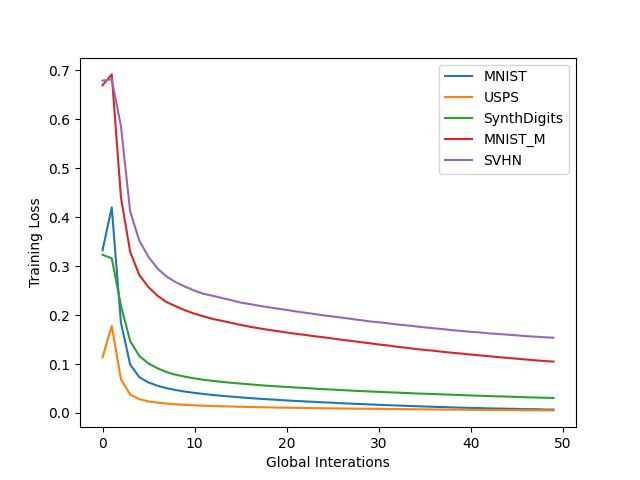 0.7
0.6
0.5
0.4
0.3
0.2
0.1
0.0
Training Loss
MNIST
USPS
SynthDigits
MNIST_M
SVHN
0 10 20 30 40 50
Global Interations